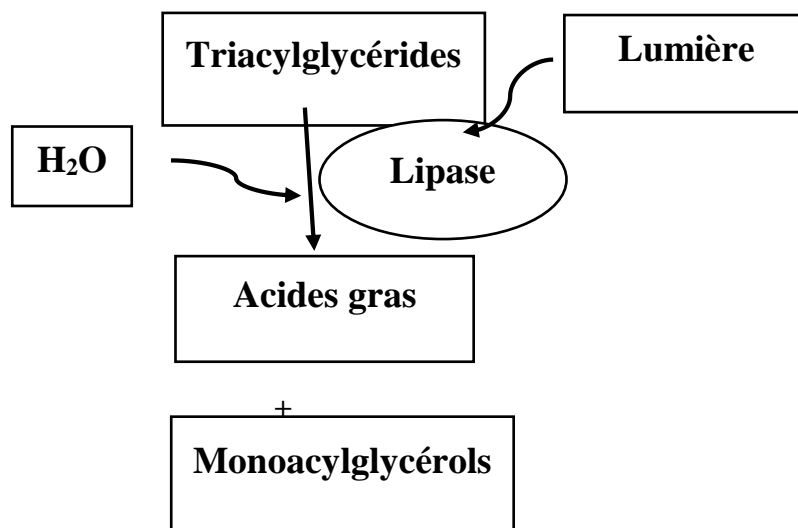 Triacylglycérides
Lumière
H₂O
Lipase
Acides gras
+
Monoacylglycérols